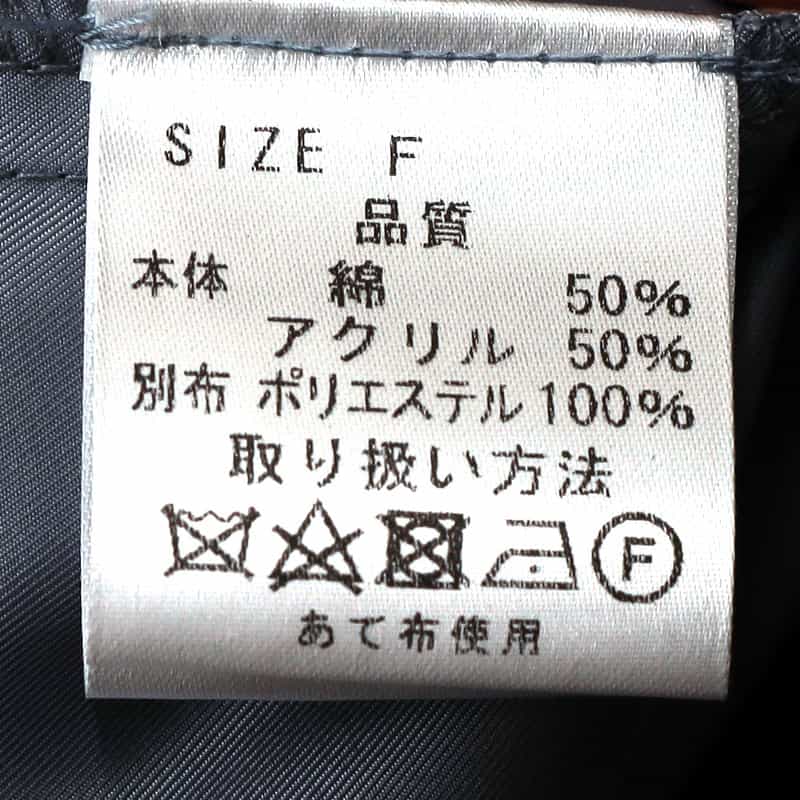 SIZE F
品質
本体 綿 50%
アクリル 50%
別布 ポリエステル 100%
取り扱い方法
F
あて布使用